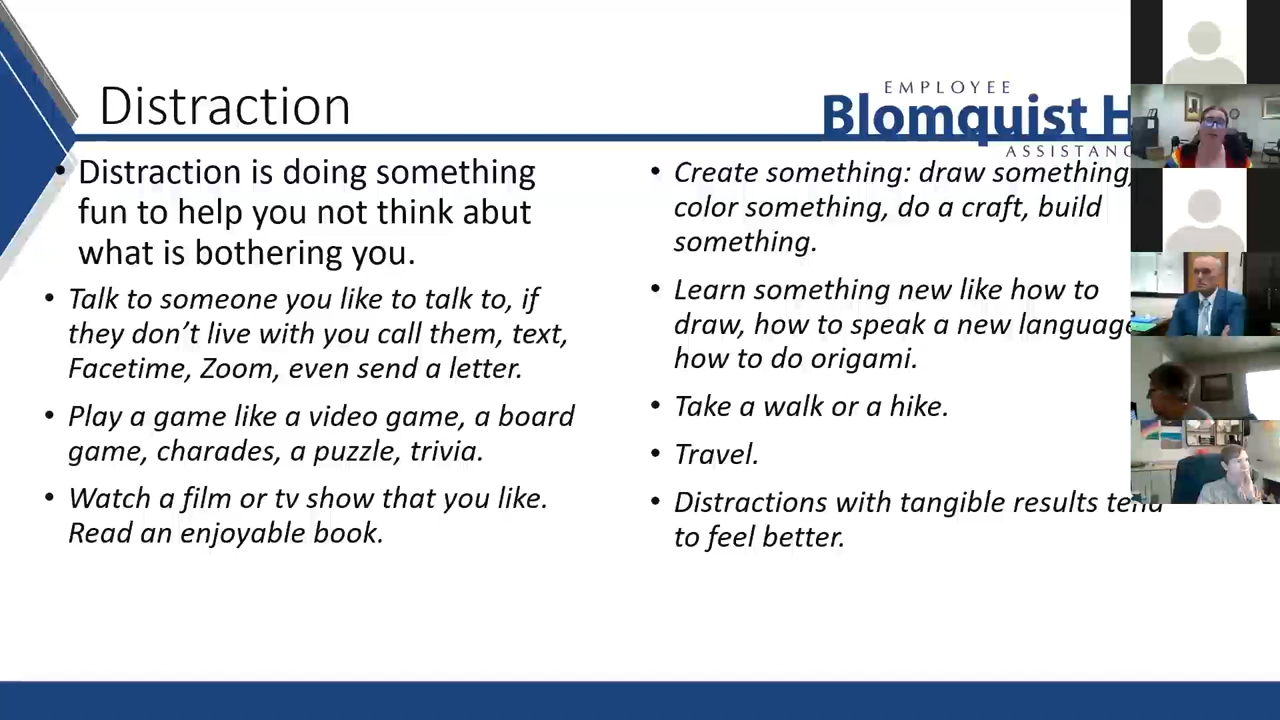 Distraction
EMPLOYEE
Blomquist H
ASSISTANC
• Distraction is doing something
fun to help you not think abut
what is bothering you.
• Talk to someone you like to talk to, if
they don’t live with you call them, text,
Facetime, Zoom, even send a letter.
• Play a game like a video game, a board
game, charades, a puzzle, trivia.
• Watch a film or tv show that you like.
Read an enjoyable book.
• Create something: draw something,
color something, do a craft, build
something.
• Learn something new like how to
draw, how to speak a new language
how to do origami.
• Take a walk or a hike.
• Travel.
• Distractions with tangible results tend
to feel better.